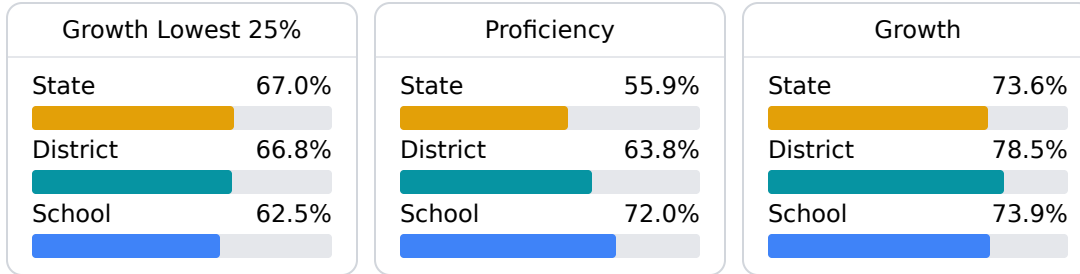 Growth Lowest 25%
State 67.0%
District 66.8%
School 62.5%
Proficiency
State 55.9%
District 63.8%
School 72.0%
Growth
State 73.6%
District 78.5%
School 73.9%